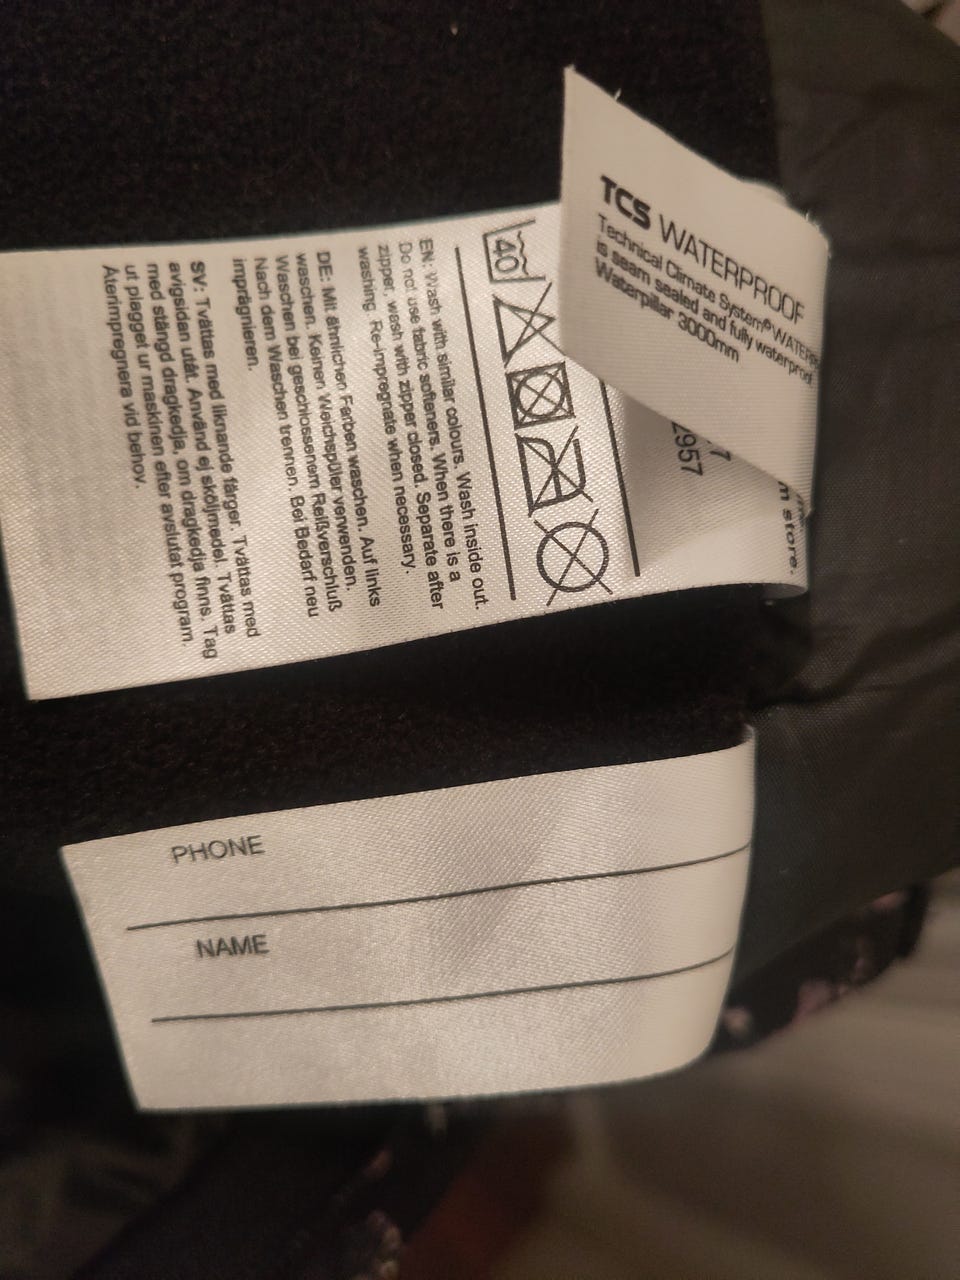 TCS WATERPROOF
Technical Climate System®
is seam sealed and fully waterproof
Waterpillar 3000mm
2957
m store.
40
EN: Wash with similar colours. Wash inside out.
Do not use fabric softeners. When there is a
zipper, wash with zipper closed. Separate after
washing. Re-impregnate when necessary.
DE: Mit ähnlichen Farben waschen. Auf links
waschen. Keinen Weichspüler verwenden.
Waschen bei geschlossenem Reißverschluß
Nach dem Waschen trennen. Bei Bedarf neu
imprägnieren.
SV: Tvättas med liknande färger. Tvättas med
avigsidan utåt. Använd ej sköljmedel. Tvättas
med stängd dragkedja, om dragkedja finns. Tag
ut plagget ur maskinen efter avslutat program.
Återimpregnera vid behov.
PHONE
NAME